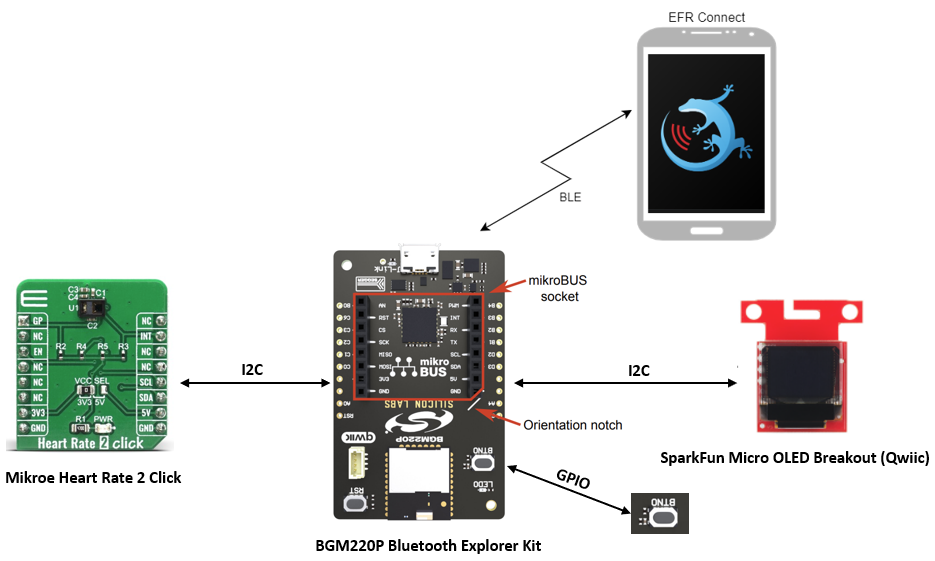 EFR Connect
BLE
mikroBUS
socket
Orientation notch
I2C
I2C
GPIO
C3
C4
C1
U1
C2
GP
NC
EN
NC
NC
NC
3V3
GND
NC
INT
NC
NC
SCL
SDA
5V
GND
R2
R4
R5
R3
VCC SEL
3V3
5V
R1
PWR
Heart Rate 2 click
Mikroe Heart Rate 2 Click
J-Link
AN
RST
CS
SCK
MISO
MOSI
3V3
GND
PWM
INT
RX
TX
SCL
SDA
5V
GND
mikro
BUS
SILICON LABS
BGM220P
QWIIC
RST
BTN0
LED0
BGM220P Bluetooth Explorer Kit
BTN0
SparkFun Micro OLED Breakout (Qwiic)